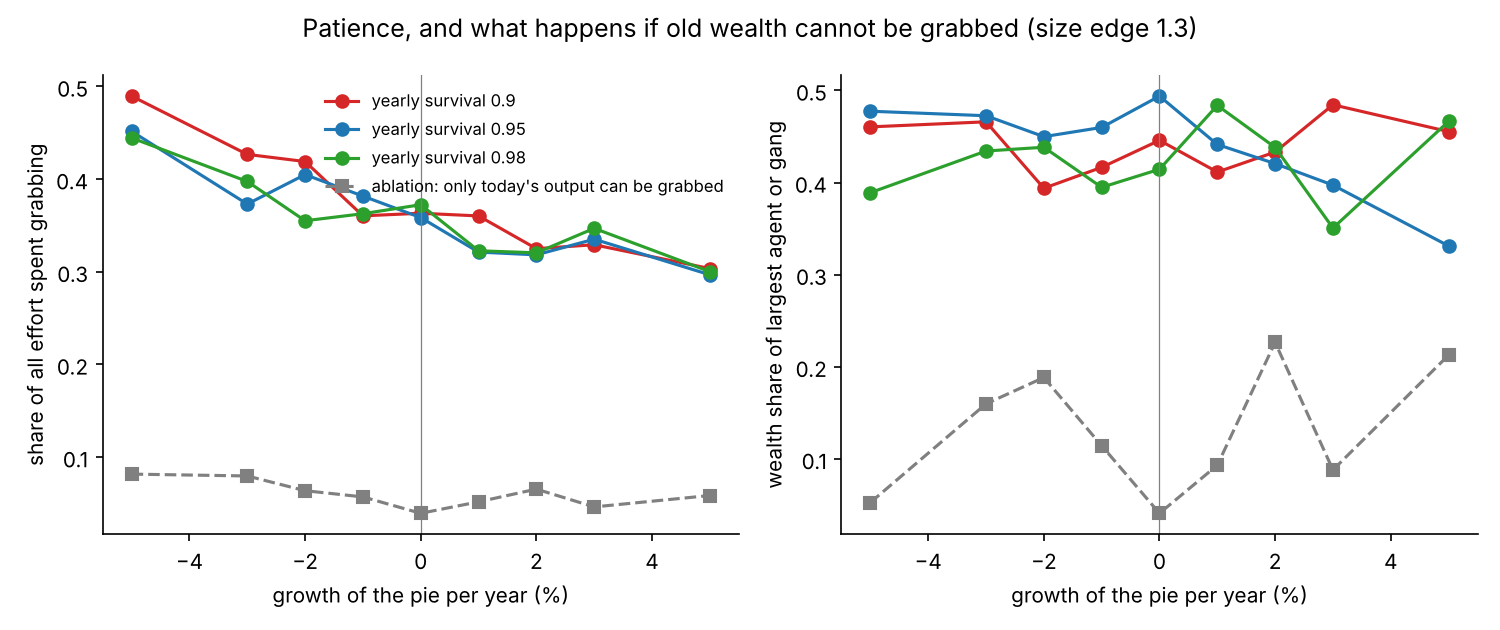 Patience, and what happens if old wealth cannot be grabbed (size edge 1.3)
share of all effort spent grabbing
0.5
0.4
0.3
0.2
0.1
yearly survival 0.9
yearly survival 0.95
yearly survival 0.98
ablation: only today's output can be grabbed
−4
−2
0
2
4
growth of the pie per year (%)
wealth share of largest agent or gang
0.5
0.4
0.3
0.2
0.1
−4
−2
0
2
4
growth of the pie per year (%)